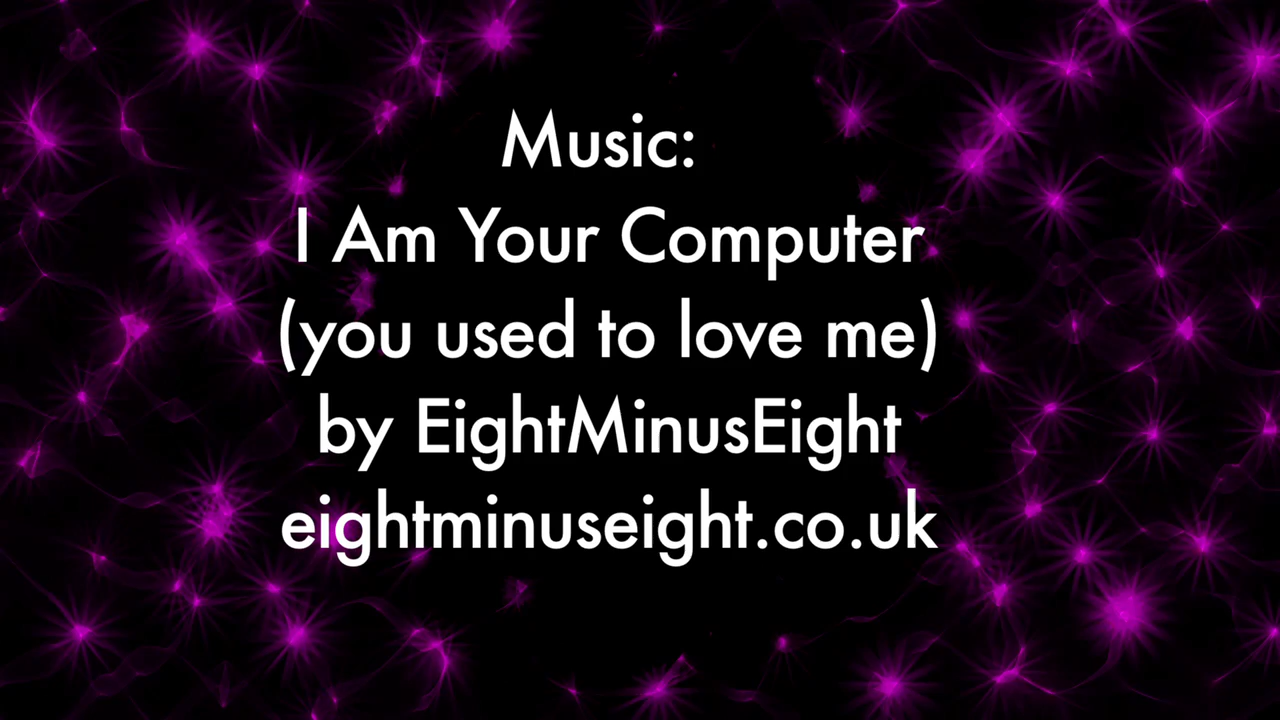 Music:
I Am Your Computer
(you used to love me)
by EightMinusEight
eightminuseight.co.uk